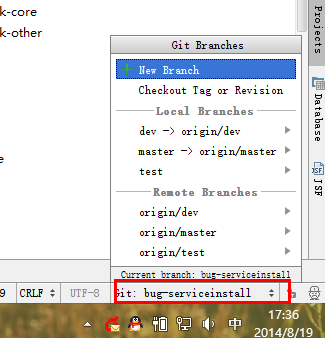 k-core
k-other
e
Projects
Database
JSF
Git Branches
New Branch
Checkout Tag or Revision
Local Branches
dev -> origin/dev
master -> origin/master
test
Remote Branches
origin/dev
origin/master
origin/test
Current branch: bug-serviceinstall
9 CRLF UTF-8 Git: bug-serviceinstall
中
17:36
2014/8/19